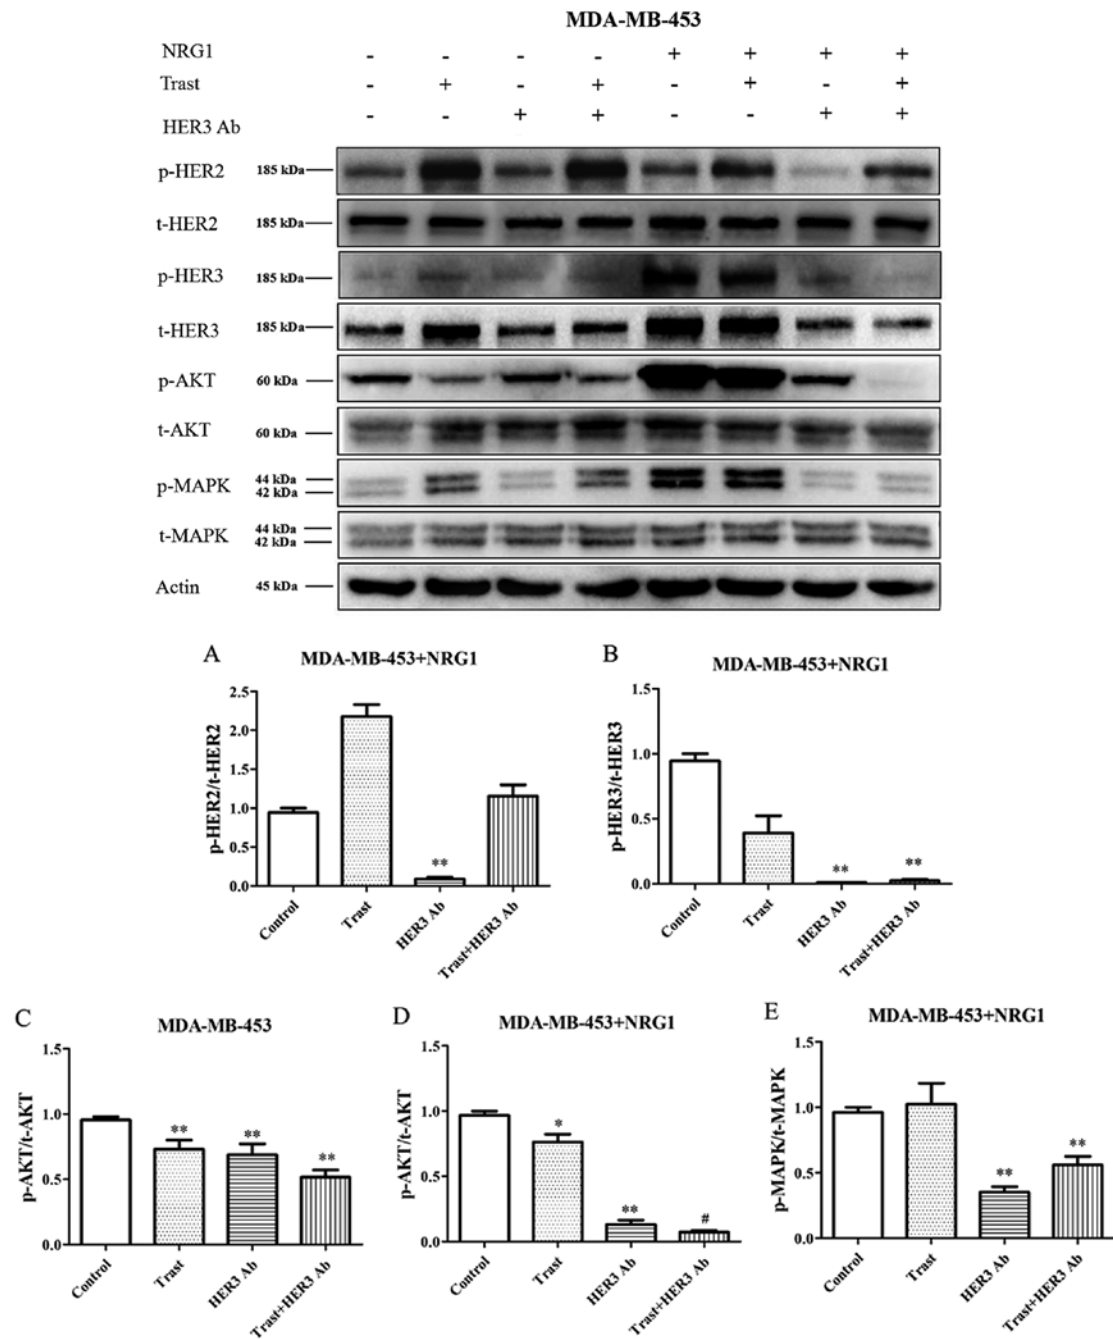 MDA-MB-453
NRG1 - - - - + + + +
Trast - + - + - + - +
HER3 Ab - - + + - - + +
p-HER2 185 kDa
t-HER2 185 kDa
p-HER3 185 kDa
t-HER3 185 kDa
p-AKT 60 kDa
t-AKT 60 kDa
p-MAPK 44 kDa
42 kDa
t-MAPK 44 kDa
42 kDa
Actin 45 kDa
A
MDA-MB-453+NRG1
p-HER2/t-HER2
2.5
2.0
1.5
1.0
0.5
0.0
**
Control
Trast
HER3 Ab
Trast+HER3 Ab
B
MDA-MB-453+NRG1
p-HER3/t-HER3
1.5
1.0
0.5
0.0
** **
Control
Trast
HER3 Ab
Trast+HER3 Ab
C
MDA-MB-453
p-AKT/t-AKT
1.5
1.0
0.5
0.0
** ** **
Control
Trast
HER3 Ab
Trast+HER3 Ab
D
MDA-MB-453+NRG1
p-AKT/t-AKT
1.5
1.0
0.5
0.0
* ** #
Control
Trast
HER3 Ab
Trast+HER3 Ab
E
MDA-MB-453+NRG1
p-MAPK/t-MAPK
1.5
1.0
0.5
0.0
** **
Control
Trast
HER3 Ab
Trast+HER3 Ab